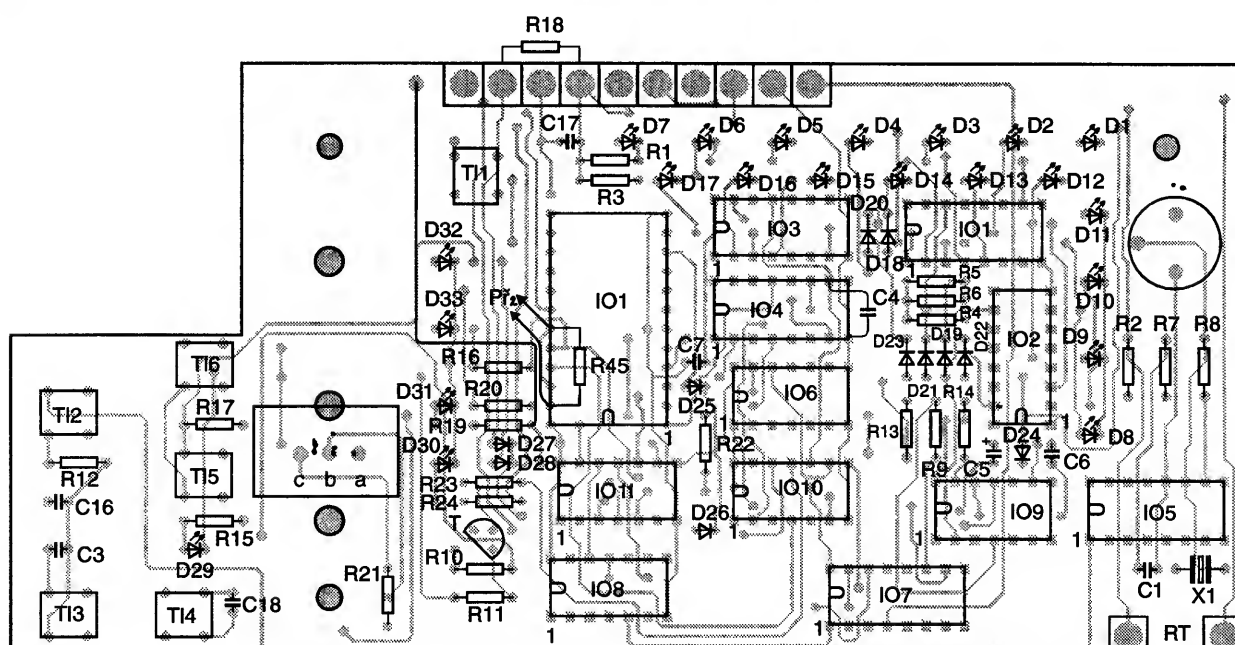 R18
C17 D7 D6 D5 D4 D3 D2 D1
TI1 R1
R3 D17 D16 D15 D14 D13 D12
D20
D32 IO3 IO1 D11
1 D18 1
R5
D33 Př. IO1 IO4 C4 R6 D10
R4
R16 R45 C7 1 D23 D19 D22 IO2 D9 R2 R7 R8
TI6
R20
D31 D25 IO6 D21 R14
TI2 R17 R19 1 R22 1 R13 1 D8
D30 D27 D24
D28
c b a
R12 TI5 R23 IO11 IO10 R9 C5 C6
C16 R24
R15 T 1 D26 1 IO9 IO5
C3 D29 R10 1 1
R21 IO8 IO7 C1 X1
TI3 TI4 C18 R11
1 1 RT